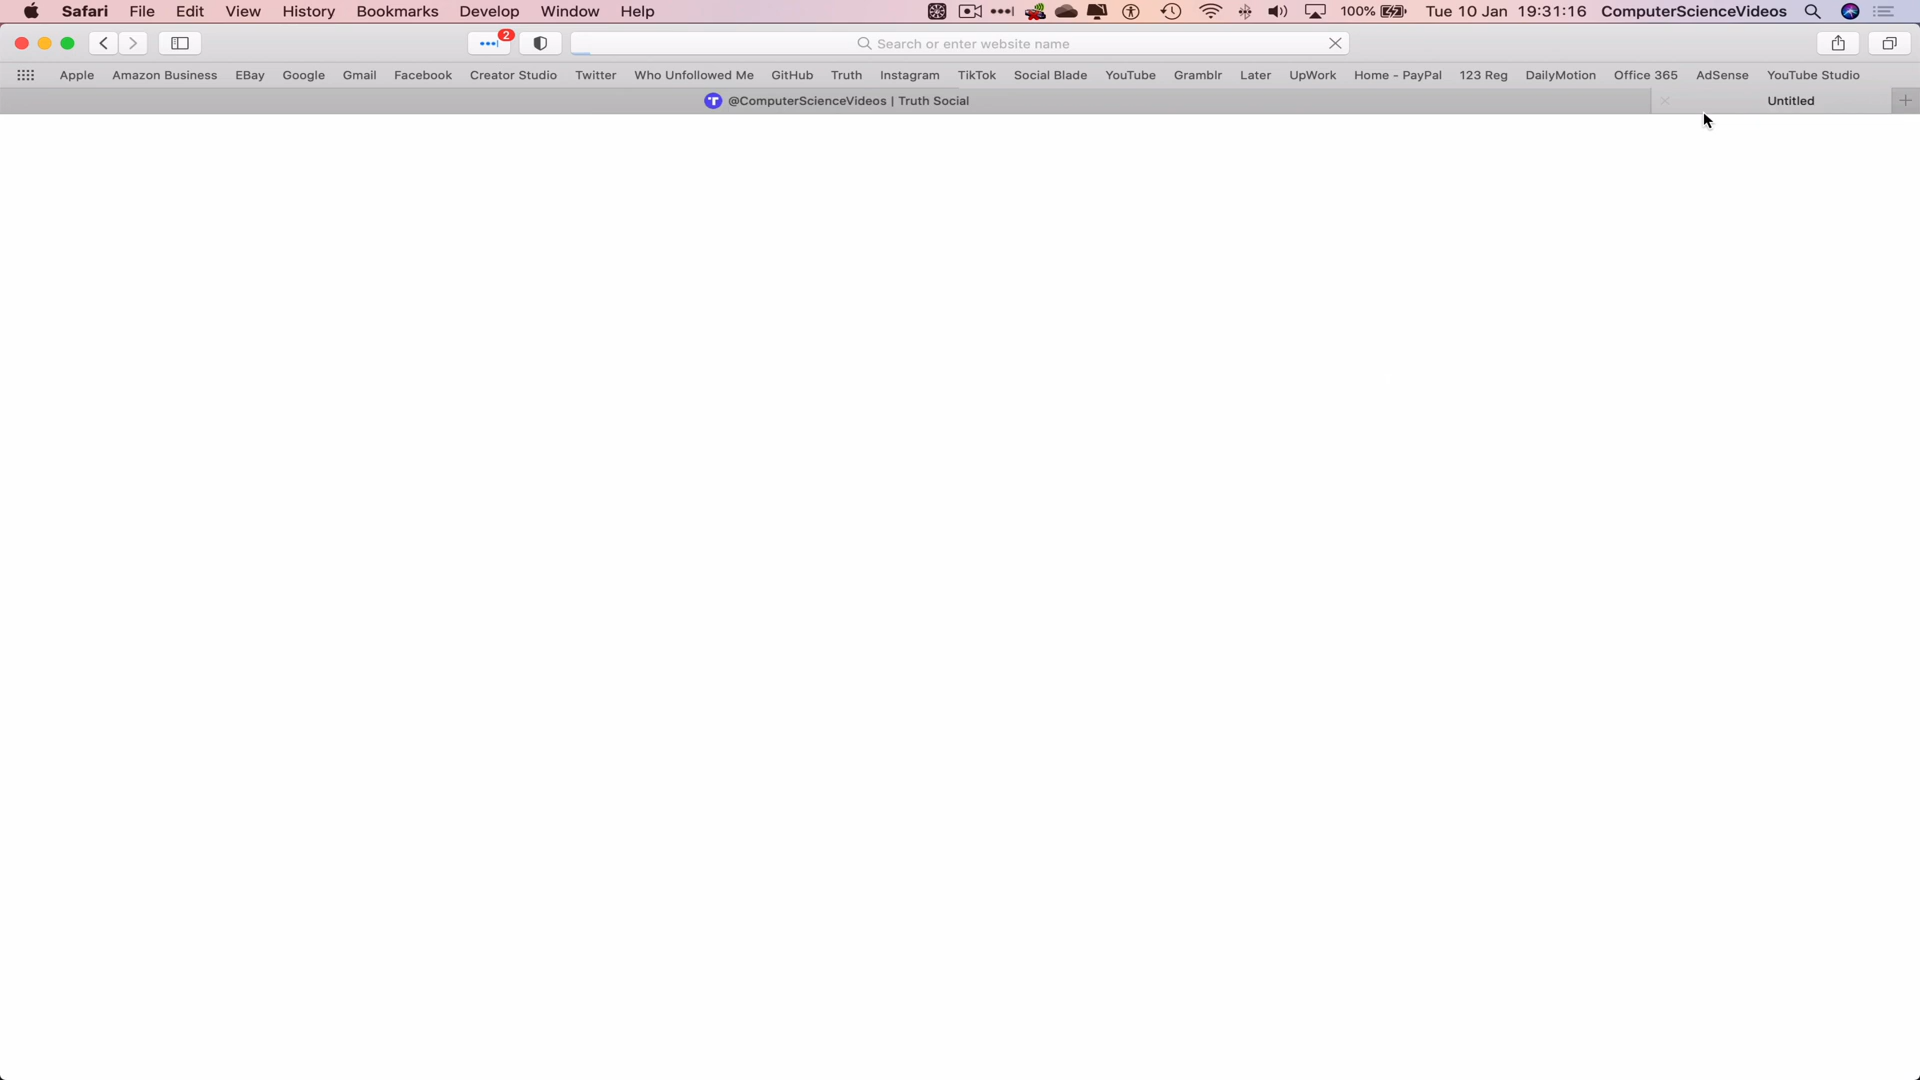 Safari File Edit View History Bookmarks Develop Window Help 100% Tue 10 Jan 19:31:16 ComputerScienceVideos
2 Search or enter website name
Apple Amazon Business EBay Google Gmail Facebook Creator Studio Twitter Who Unfollowed Me GitHub Truth Instagram TikTok Social Blade YouTube Gramblr Later UpWork Home - PayPal 123 Reg DailyMotion Office 365 AdSense YouTube Studio
@ComputerScienceVideos | Truth Social Untitled